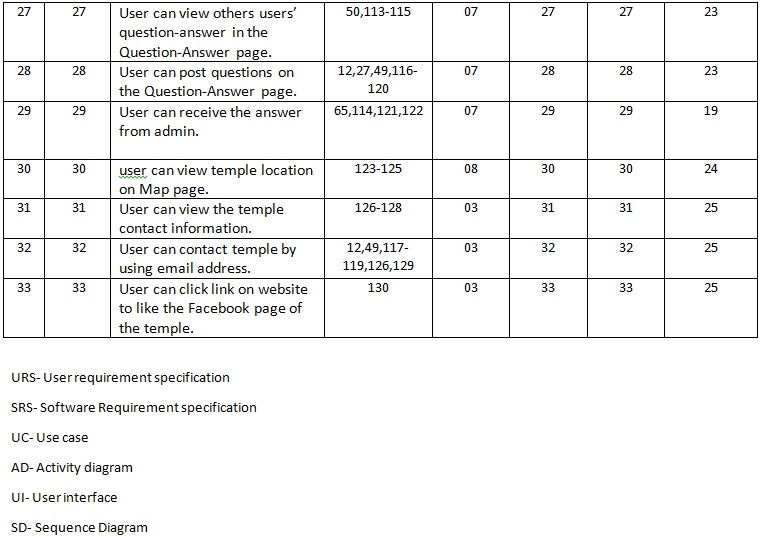 27 27 User can view others users’ 50,113-115 07 27 27 23
question-answer in the
Question-Answer page.
28 28 User can post questions on 12,27,49,116- 07 28 28 23
the Question-Answer page. 120
29 29 User can receive the answer 65,114,121,122 07 29 29 19
from admin.
30 30 user can view temple location 123-125 08 30 30 24
on Map page.
31 31 User can view the temple 126-128 03 31 31 25
contact information.
32 32 User can contact temple by 12,49,117- 03 32 32 25
using email address. 119,126,129
33 33 User can click link on website 130 03 33 33 25
to like the Facebook page of
the temple.
URS- User requirement specification
SRS- Software Requirement specification
UC- Use case
AD- Activity diagram
UI- User interface
SD- Sequence Diagram